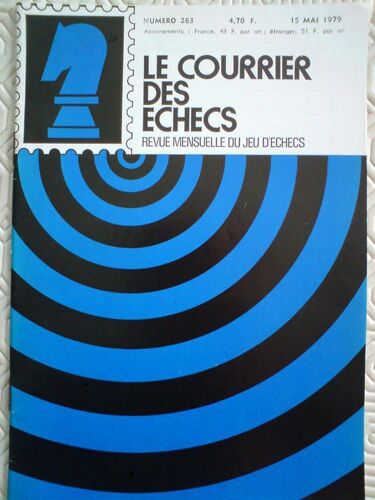 NUMERO 263 4,70 F. 15 MAI 1979
Abonnements : France, 43 F. par an ; étranger, 51 F. par an
LE COURRIER
DES
ECHECS
REVUE MENSUELLE DU JEU D'ECHECS